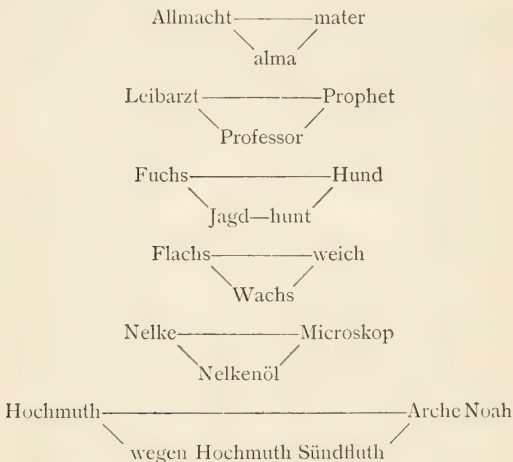 Allmacht mater
alma
Leibarzt Prophet
Professor
Fuchs Hund
Jagd—hunt
Flachs weich
Wachs
Nelke Microskop
Nelkenöl
Hochmuth Arche Noah
wegen Hochmuth Sündfluth